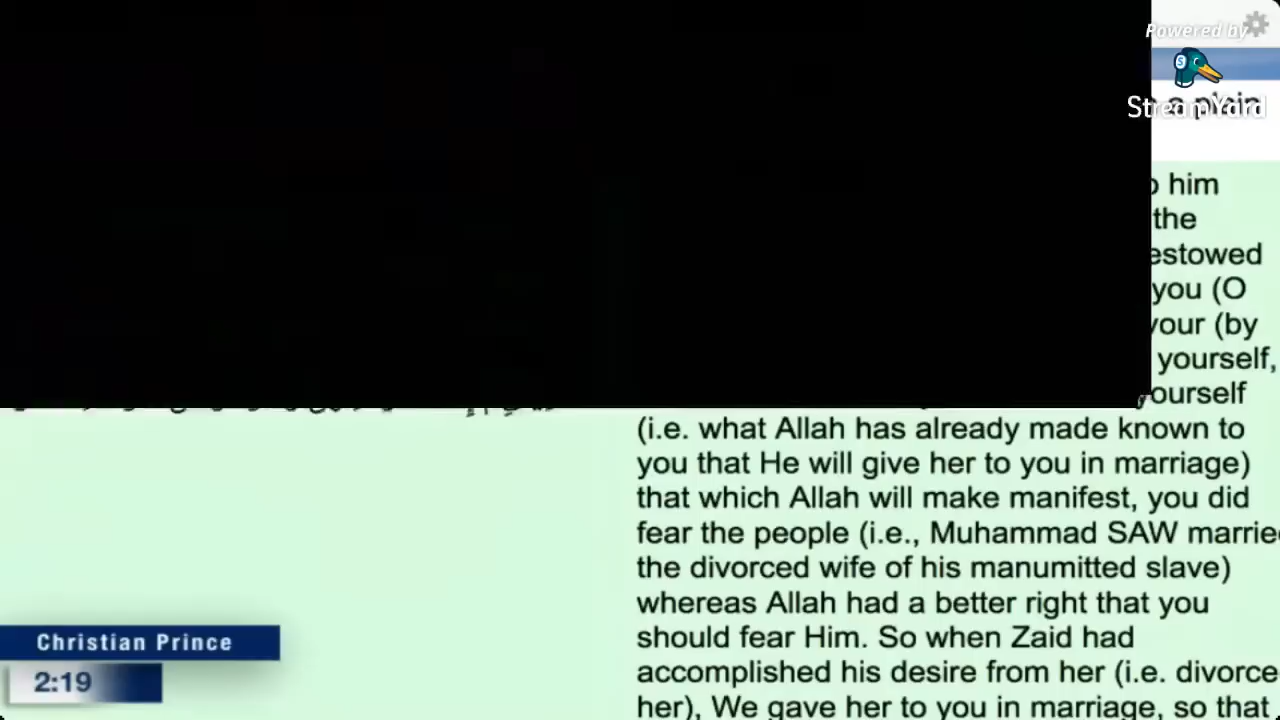 Powered by
StreamYard
a plain
him
the
estowed
you (O
your (by
yourself,
ourself
(i.e. what Allah has already made known to
you that He will give her to you in marriage)
that which Allah will make manifest, you did
fear the people (i.e., Muhammad SAW marrie
the divorced wife of his manumitted slave)
whereas Allah had a better right that you
should fear Him. So when Zaid had
accomplished his desire from her (i.e. divorce
her), We gave her to you in marriage, so that
Christian Prince
2:19